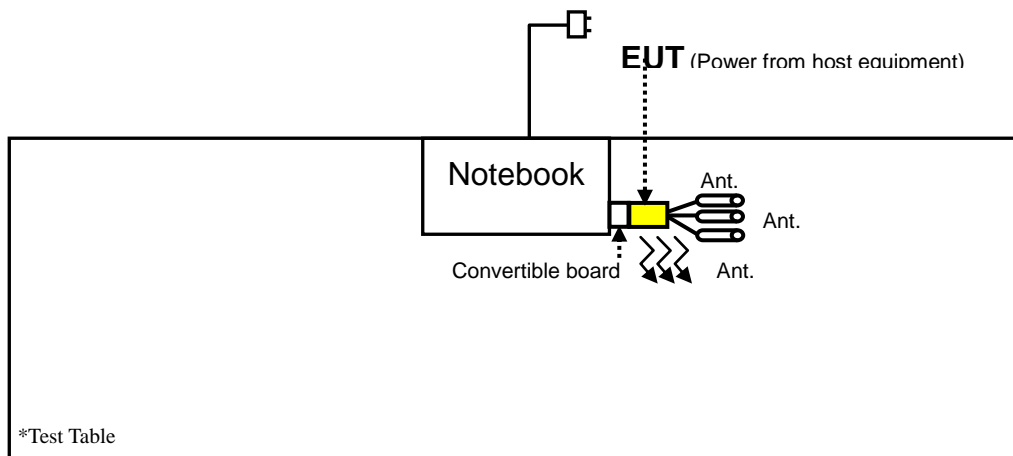 EUT (Power from host equipment)
Notebook
Ant.
Ant.
Convertible board
Ant.
*Test Table